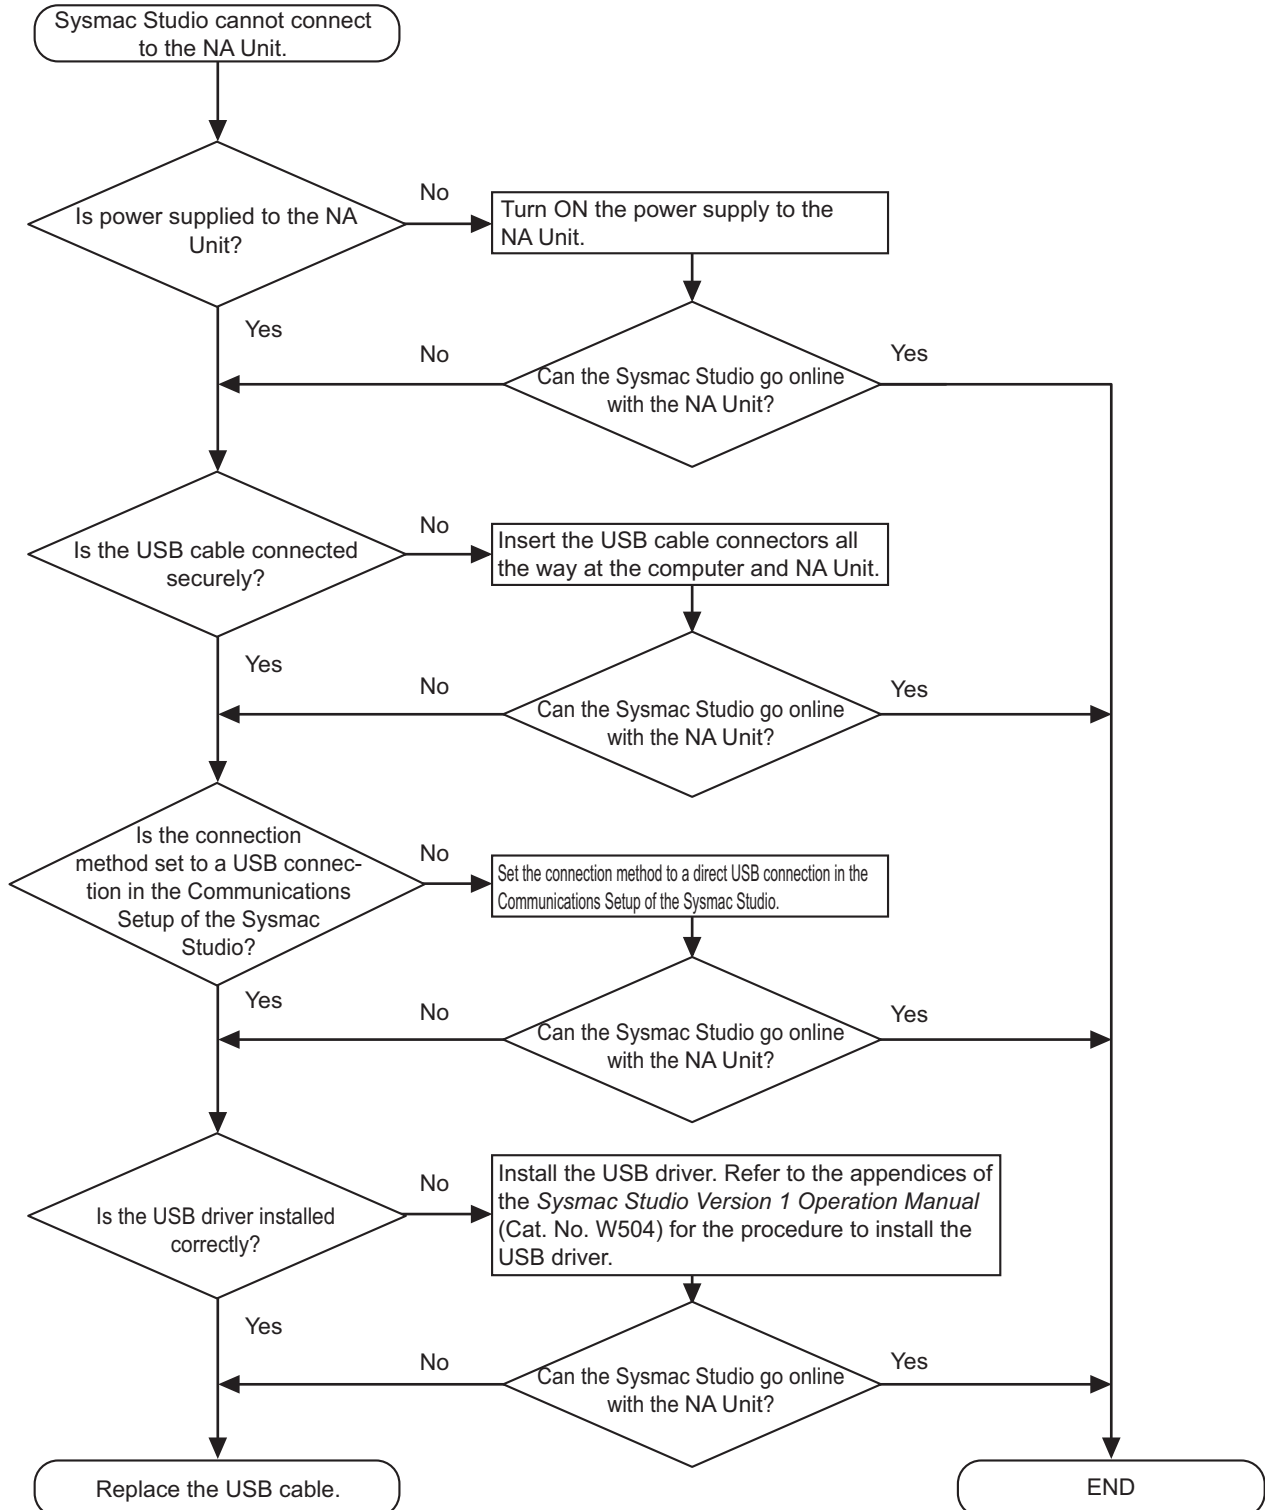 Sysmac Studio cannot connect
to the NA Unit.
No
Is power supplied to the NA
Unit?
Turn ON the power supply to the
NA Unit.
Yes
No
Yes
Can the Sysmac Studio go online
with the NA Unit?
No
Is the USB cable connected
securely?
Insert the USB cable connectors all
the way at the computer and NA Unit.
Yes
No
Yes
Can the Sysmac Studio go online
with the NA Unit?
Is the connection
method set to a USB connec-
tion in the Communications
Setup of the Sysmac
Studio?
No
Set the connection method to a direct USB connection in the
Communications Setup of the Sysmac Studio.
Yes
No
Yes
Can the Sysmac Studio go online
with the NA Unit?
No
Is the USB driver installed
correctly?
Install the USB driver. Refer to the appendices of
the Sysmac Studio Version 1 Operation Manual
(Cat. No. W504) for the procedure to install the
USB driver.
Yes
No
Yes
Can the Sysmac Studio go online
with the NA Unit?
Replace the USB cable.
END